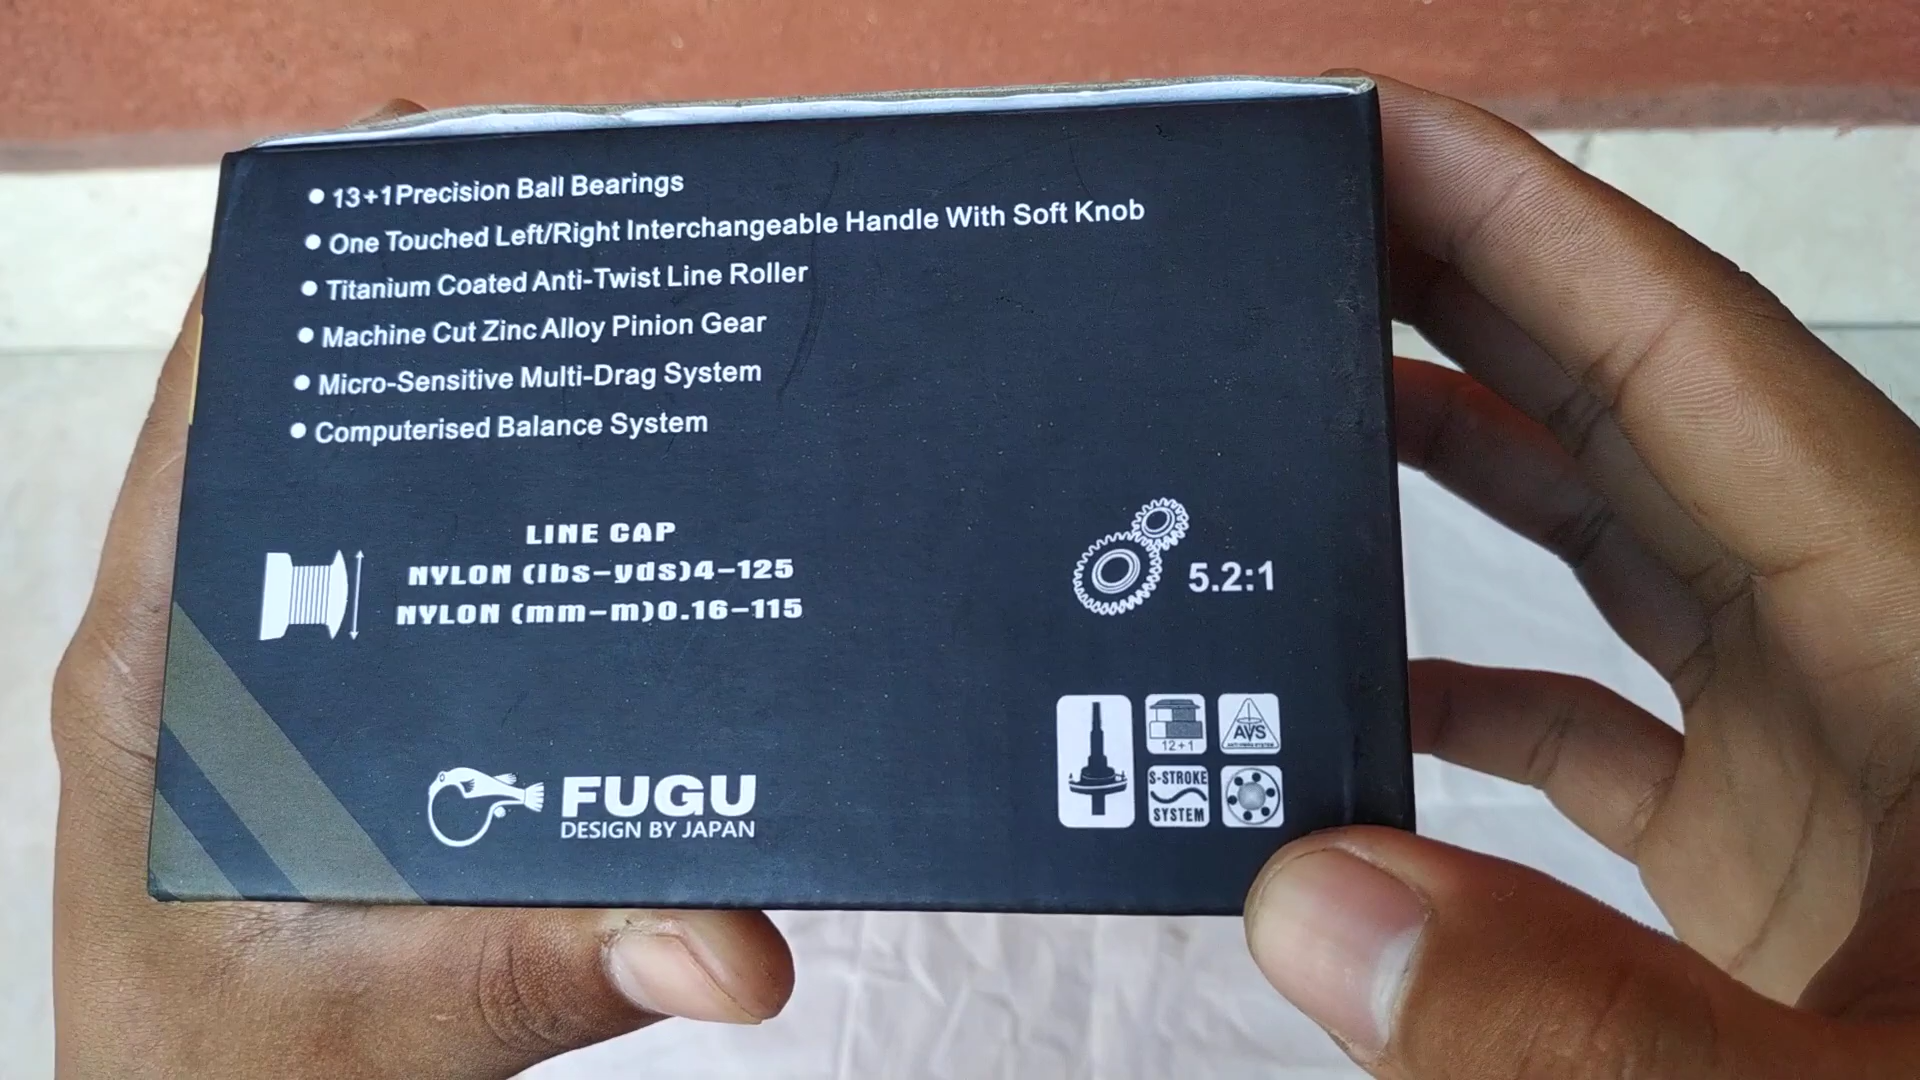 ● 13+1 Precision Ball Bearings
● One Touched Left/Right Interchangeable Handle With Soft Knob
● Titanium Coated Anti-Twist Line Roller
● Machine Cut Zinc Alloy Pinion Gear
● Micro-Sensitive Multi-Drag System
● Computerised Balance System
LINE CAP
NYLON (lbs-yds)4-125
NYLON (mm-m)0.16-115
5.2:1
12+1
AVS
S-STROKE
SYSTEM
FUGU
DESIGN BY JAPAN